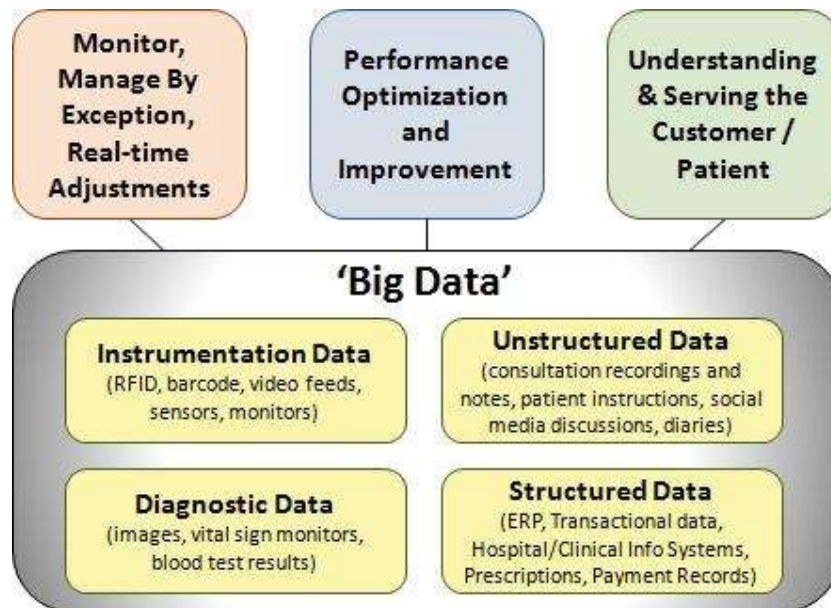 Monitor,
Manage By
Exception,
Real-time
Adjustments
Performance
Optimization
and
Improvement
Understanding
& Serving the
Customer /
Patient
‘Big Data’
Instrumentation Data
(RFID, barcode, video feeds,
sensors, monitors)
Unstructured Data
(consultation recordings and
notes, patient instructions, social
media discussions, diaries)
Diagnostic Data
(images, vital sign monitors,
blood test results)
Structured Data
(ERP, Transactional data,
Hospital/Clinical Info Systems,
Prescriptions, Payment Records)